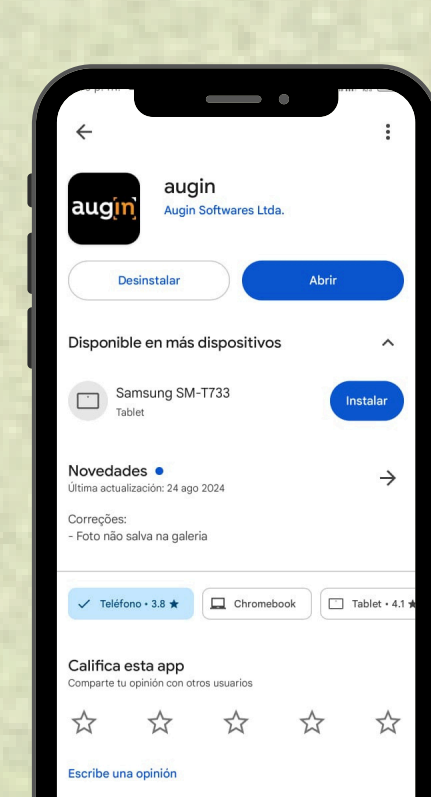 augin
augin
Augin Softwares Ltda.
Desinstalar
Abrir
Disponible en más dispositivos
Samsung SM-T733
Tablet
Instalar
Novedades
Última actualización: 24 ago 2024
Correções:
- Foto não salva na galeria
Teléfono • 3.8 ★
Chromebook
Tablet • 4.1 ★
Califica esta app
Comparte tu opinión con otros usuarios
Escribe una opinión